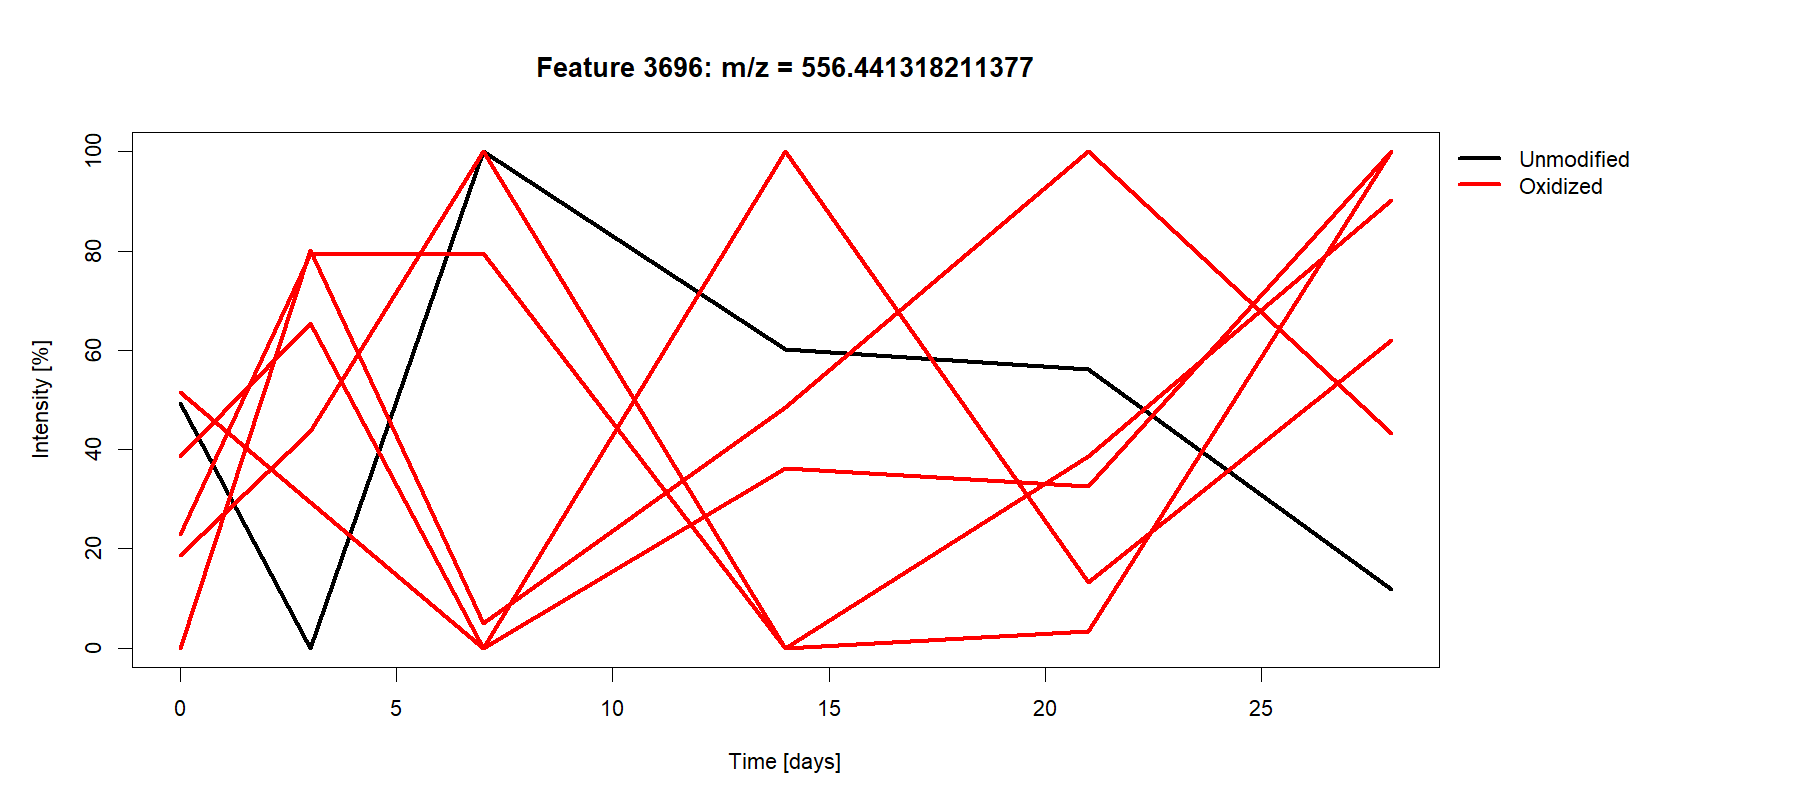 Feature 3696: m/z = 556.441318211377
Unmodified
Oxidized
Intensity [%]
100
80
60
40
20
0
0 5 10 15 20 25
Time [days]